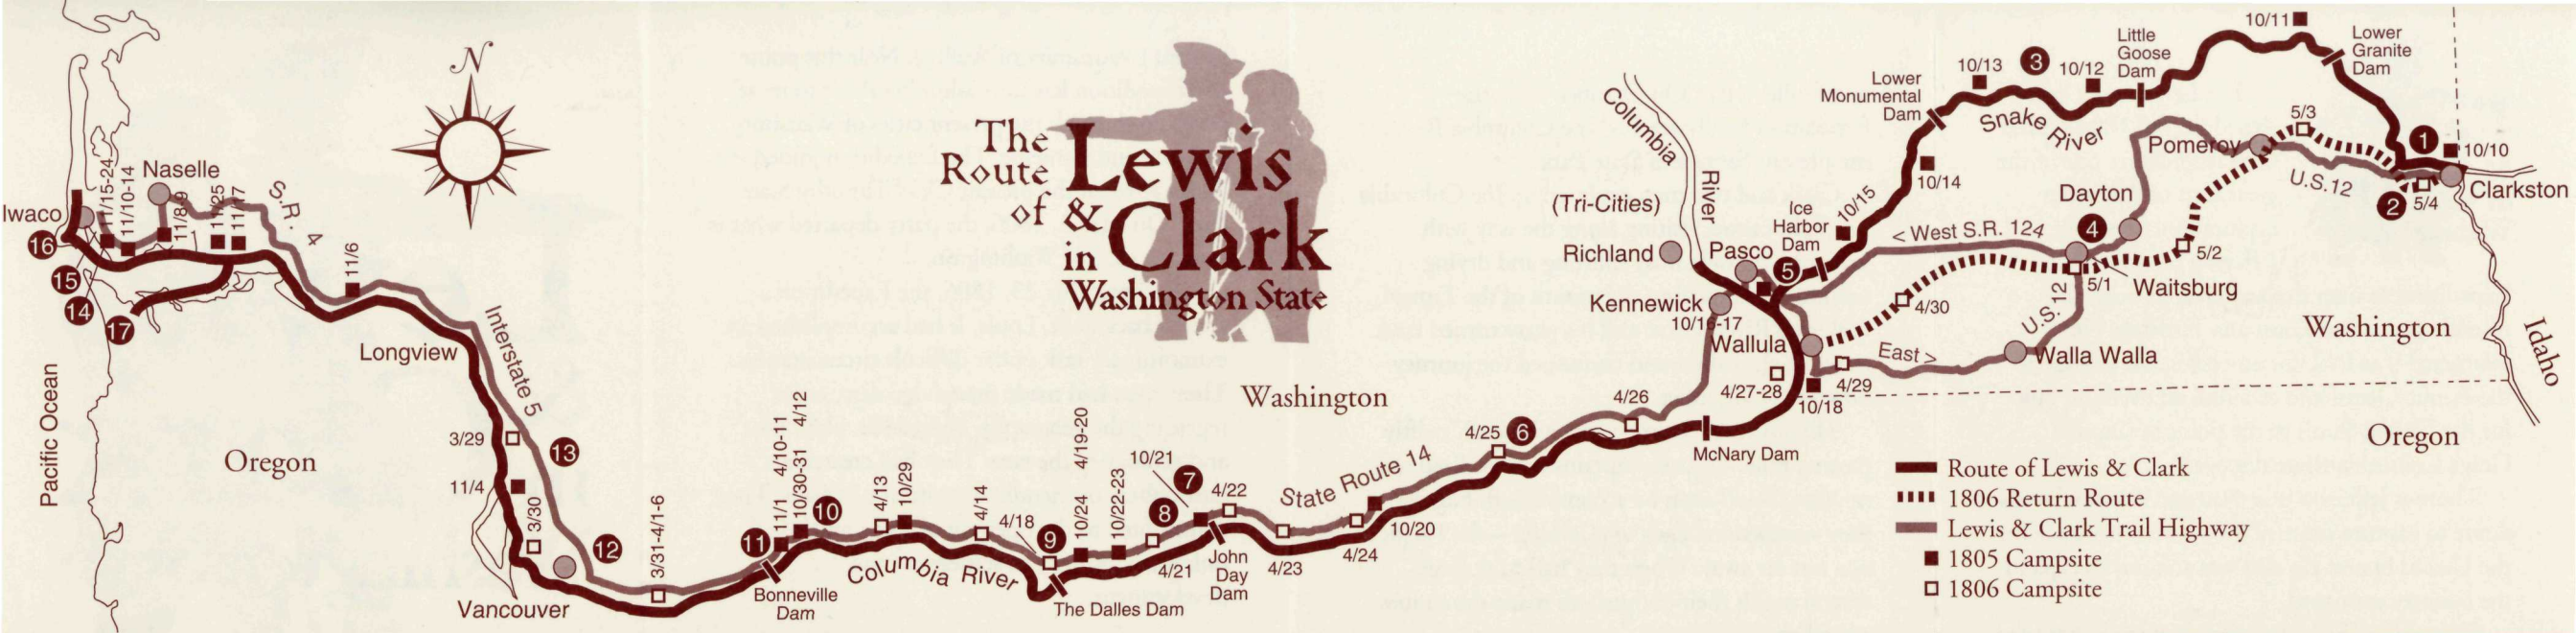 The
Route
of
Lewis
& Clark
in
Washington State
N
Ilwaco
Naselle
11/15-24
11/10-14
11/8-9
11/25
11/17
S.R. 4
11/6
16
15
14
17
Pacific Ocean
Oregon
Longview
Interstate 5
3/29
11/4
3/30
13
12
Vancouver
3/31-4/1-6
11
11/1 4/10-11
10/30-31 4/12
10
Bonneville
Dam
4/13
10/29
Columbia River
4/14
4/18
9
The Dalles Dam
10/24 4/19-20
10/22-23
10/21
7
8
4/21
4/22
John
Day
Dam
4/23
State Route 14
4/24
10/20
4/25
6
4/26
McNary Dam
Washington
Columbia
River
(Tri-Cities)
Richland
Pasco
Kennewick
10/16-17
Wallula
4/27-28
10/18
4/29
5
Ice
Harbor
Dam
10/15
10/14
Lower
Monumental
Dam
10/13
3
10/12
Snake River
Little
Goose
Dam
10/11
Lower
Granite
Dam
< West S.R. 124
4/30
East >
Walla Walla
U.S.12
5/1
Waitsburg
4
Dayton
5/2
Pomeroy
5/3
U.S.12
1
10/10
2
5/4
Clarkston
Washington
Idaho
Oregon
Route of Lewis & Clark
1806 Return Route
Lewis & Clark Trail Highway
1805 Campsite
1806 Campsite